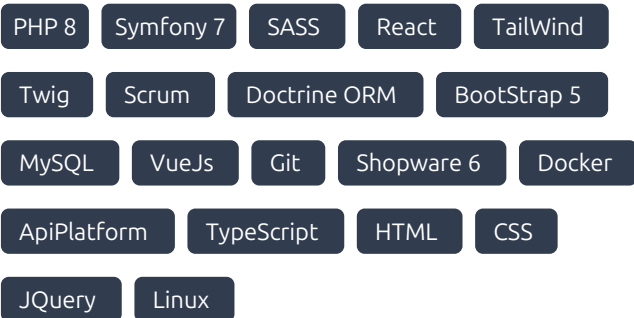 PHP 8 Symfony 7 SASS React TailWind
Twig Scrum Doctrine ORM BootStrap 5
MySQL VueJs Git Shopware 6 Docker
ApiPlatform TypeScript HTML CSS
JQuery Linux